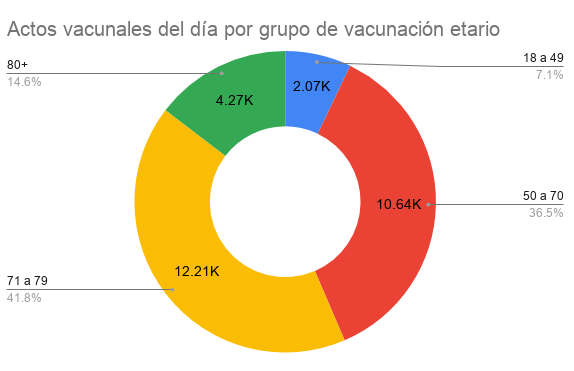 Actos vacunales del día por grupo de vacunación etario
80+
14.6%
18 a 49
7.1%
2.07K
4.27K
50 a 70
36.5%
10.64K
12.21K
71 a 79
41.8%